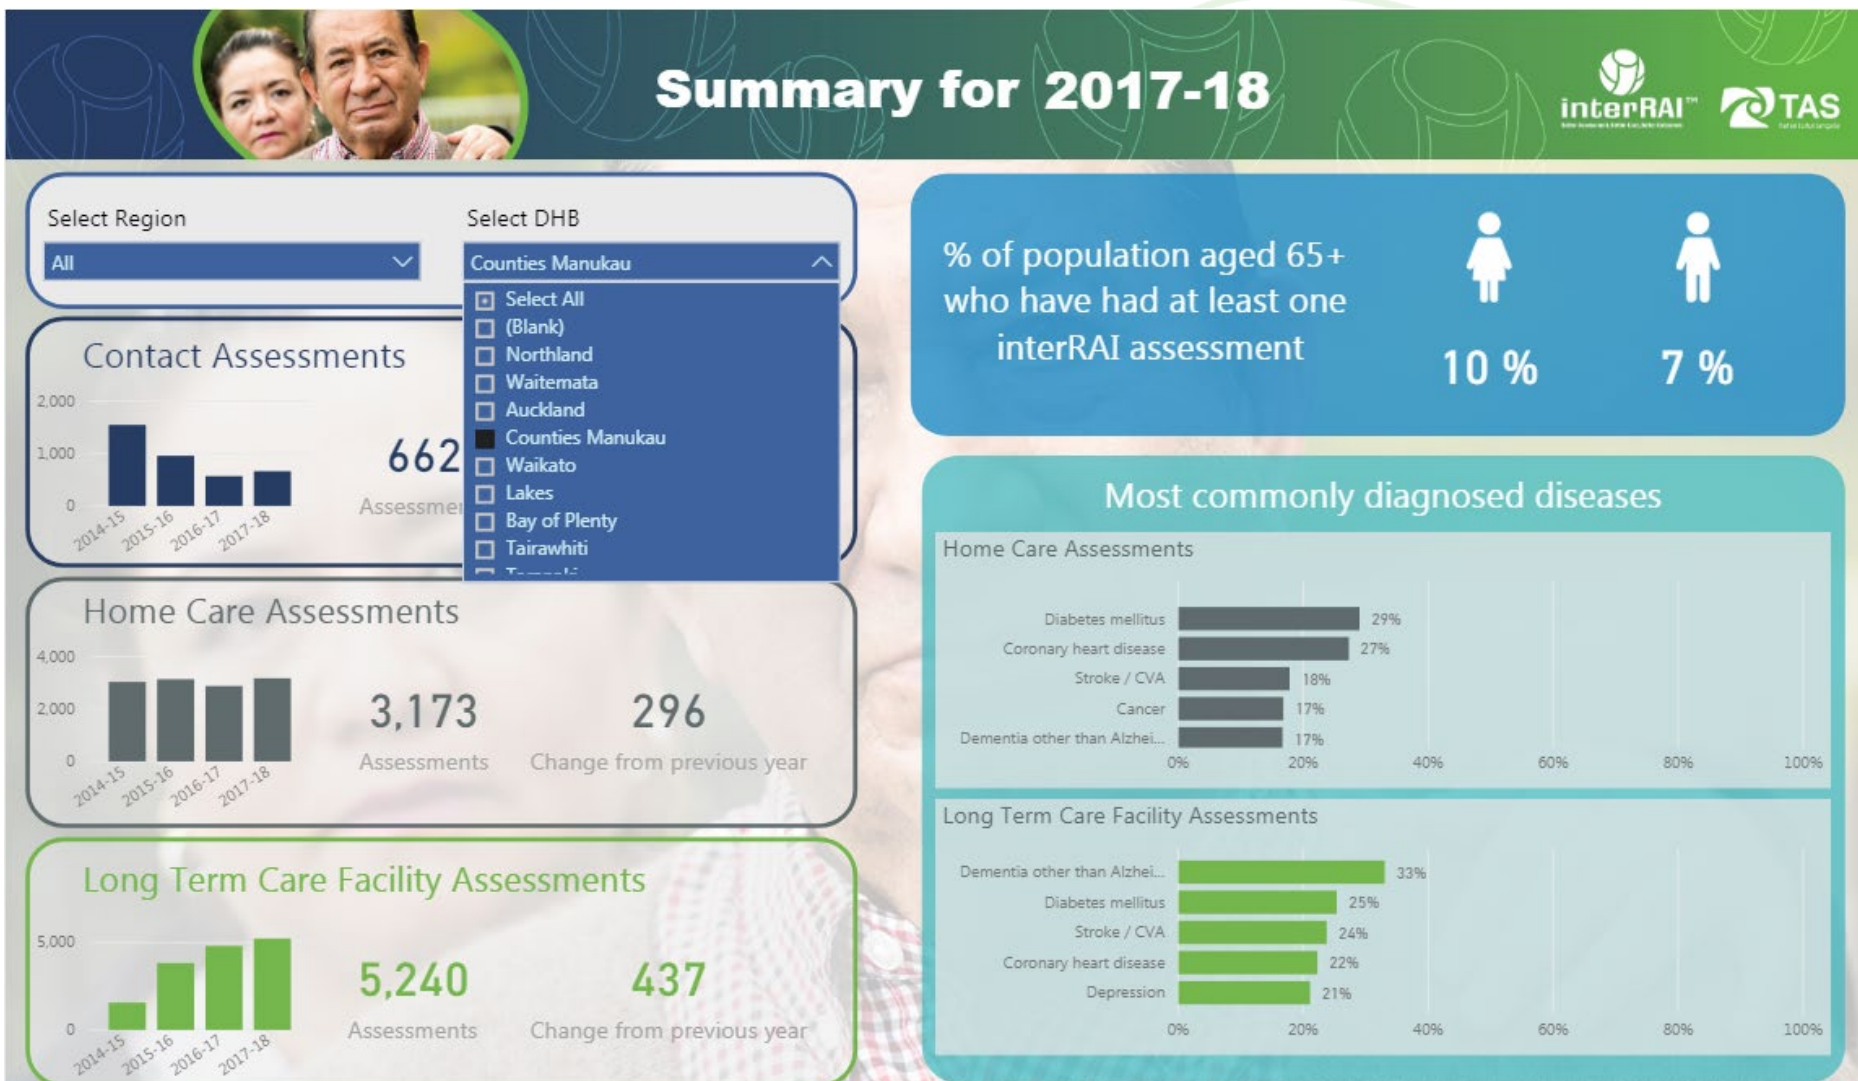 Summary for 2017-18
interRAI™
TAS
Select Region
All
Select DHB
Counties Manukau
Select All
(Blank)
Northland
Waitemata
Auckland
Counties Manukau
Waikato
Lakes
Bay of Plenty
Tairawhiti
Contact Assessments
2,000
1,000
0
2014-15
2015-16
2016-17
2017-18
662
Home Care Assessments
4,000
2,000
0
2014-15
2015-16
2016-17
2017-18
3,173
Assessments
296
Change from previous year
Long Term Care Facility Assessments
5,000
0
2014-15
2015-16
2016-17
2017-18
5,240
Assessments
437
Change from previous year
% of population aged 65+
who have had at least one
interRAI assessment
10 %
7 %
Most commonly diagnosed diseases
Home Care Assessments
Diabetes mellitus 29%
Coronary heart disease 27%
Stroke / CVA 18%
Cancer 17%
Dementia other than Alzhei... 17%
0% 20% 40% 60% 80% 100%
Long Term Care Facility Assessments
Dementia other than Alzhei... 33%
Diabetes mellitus 25%
Stroke / CVA 24%
Coronary heart disease 22%
Depression 21%
0% 20% 40% 60% 80% 100%